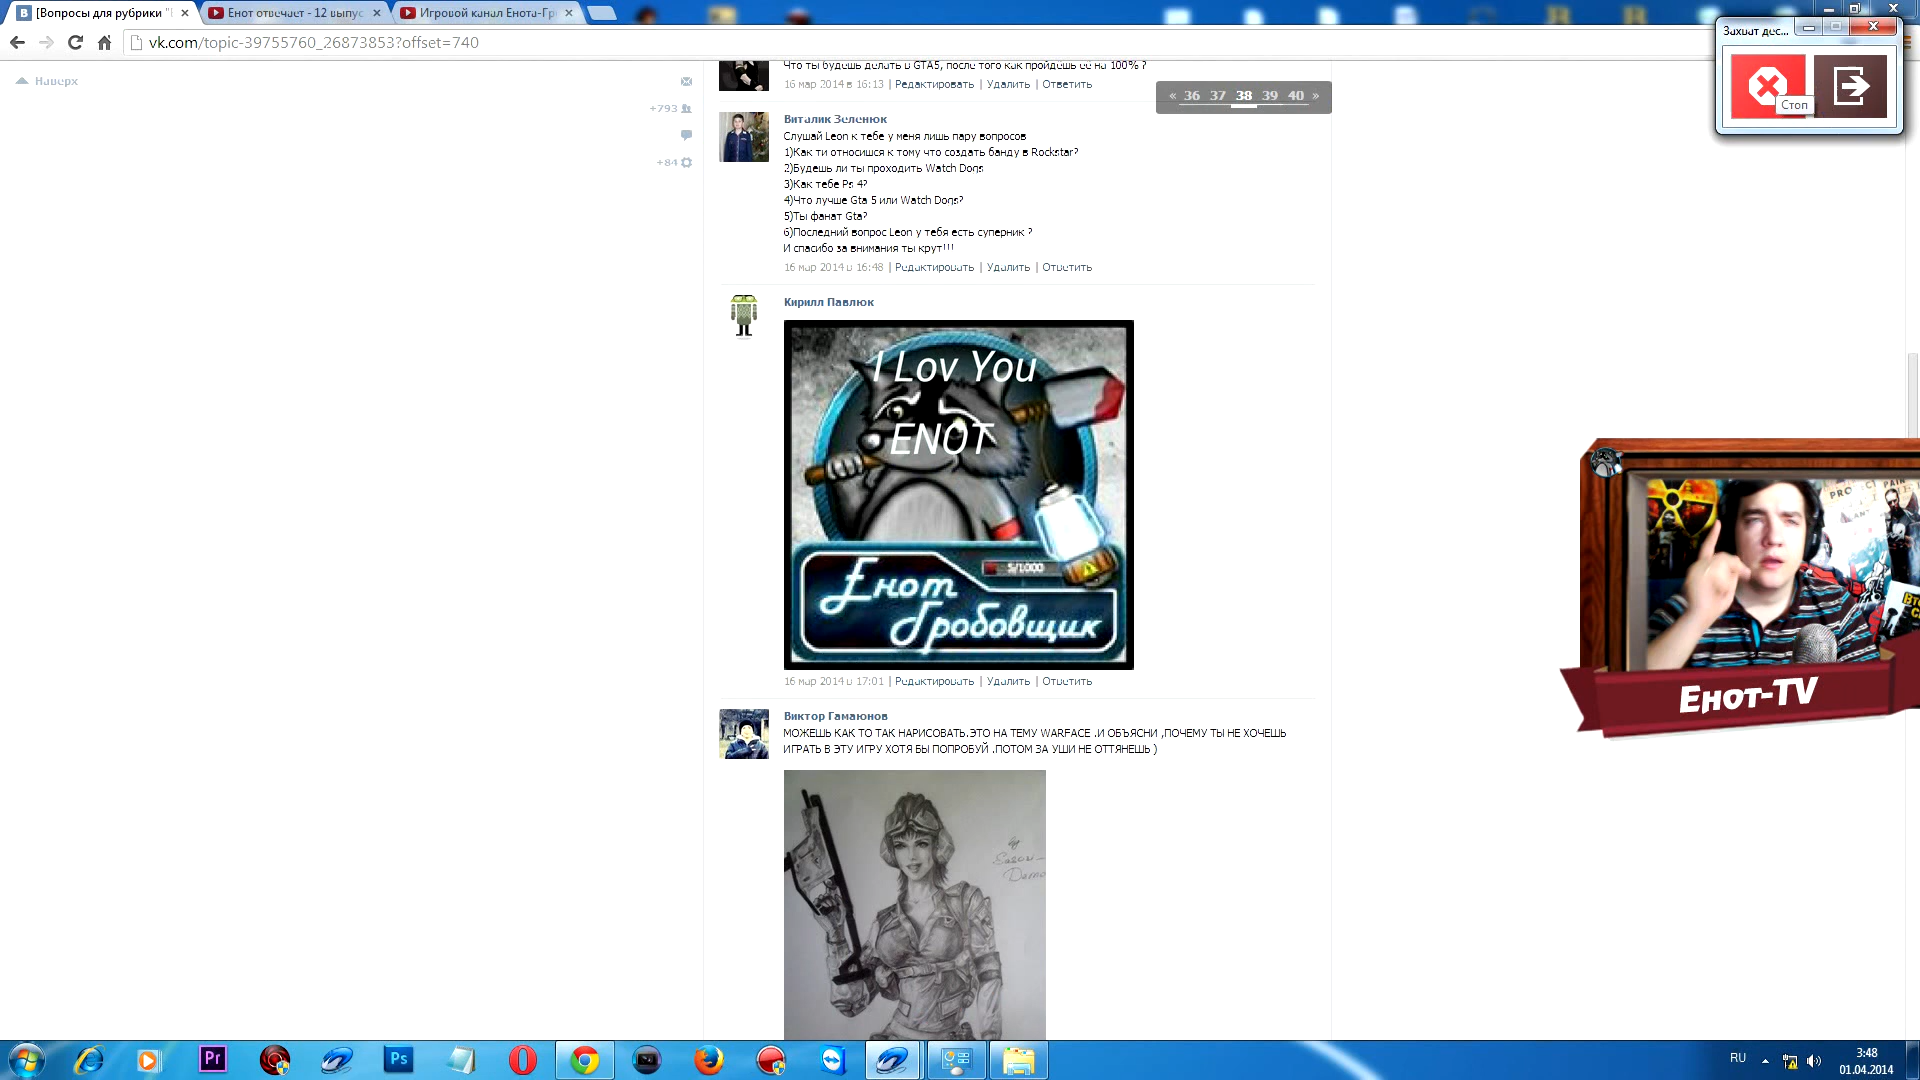 [Вопросы для рубрики "
Енот отвечает - 12 выпус
Игровой канал Енота-Гр
vk.com/topic-39755760_26873853?offset=740
Захват дес...
Стоп
Наверх
+793
+84
Что ты будешь делать в GTA5, после того как пройдешь её на 100% ?
16 мар 2014 в 16:13 | Редактировать | Удалить | Ответить
« 36 37 38 39 40 »
Виталик Зеленюк
Слушай Leon к тебе у меня лишь пару вопросов
1)Как ти относишся к тому что создать банду в Rockstar?
2)Будешь ли ты проходить Watch Dogs
3)Как тебе Ps 4?
4)Что лучше Gta 5 или Watch Dogs?
5)Ты фанат Gta?
6)Последний вопрос Leon у тебя есть суперник ?
И спасибо за внимания ты крут!!!
16 мар 2014 в 16:48 | Редактировать | Удалить | Ответить
Кирилл Павлюк
I Lov You
ENOT
5/1000
Енот
Гробовщик
16 мар 2014 в 17:01 | Редактировать | Удалить | Ответить
Енот-TV
Виктор Гамаюнов
МОЖЕШЬ КАК ТО ТАК НАРИСОВАТЬ.ЭТО НА ТЕМУ WARFACE .И ОБЪЯСНИ ,ПОЧЕМУ ТЫ НЕ ХОЧЕШЬ
ИГРАТЬ В ЭТУ ИГРУ ХОТЯ БЫ ПОПРОБУЙ .ПОТОМ ЗА УШИ НЕ ОТТЯНЕШЬ )
Pr
Ps
RU
3:48
01.04.2014